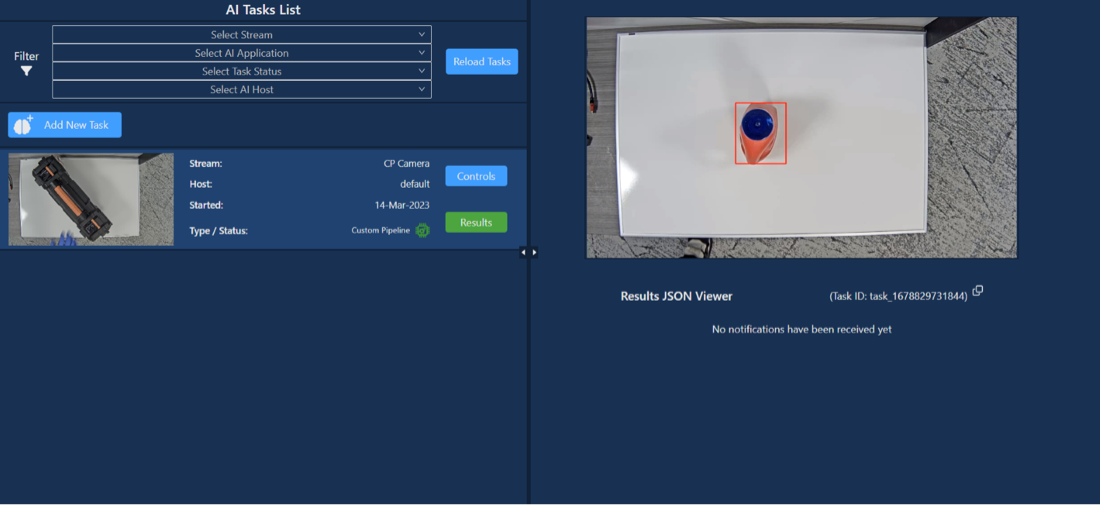 AI Tasks List
Filter
Select Stream
Select AI Application
Select Task Status
Select AI Host
Reload Tasks
Add New Task
Stream: CP Camera
Host: default
Started: 14-Mar-2023
Type / Status: Custom Pipeline
Controls
Results
Results JSON Viewer (Task ID: task_1678829731844)
No notifications have been received yet